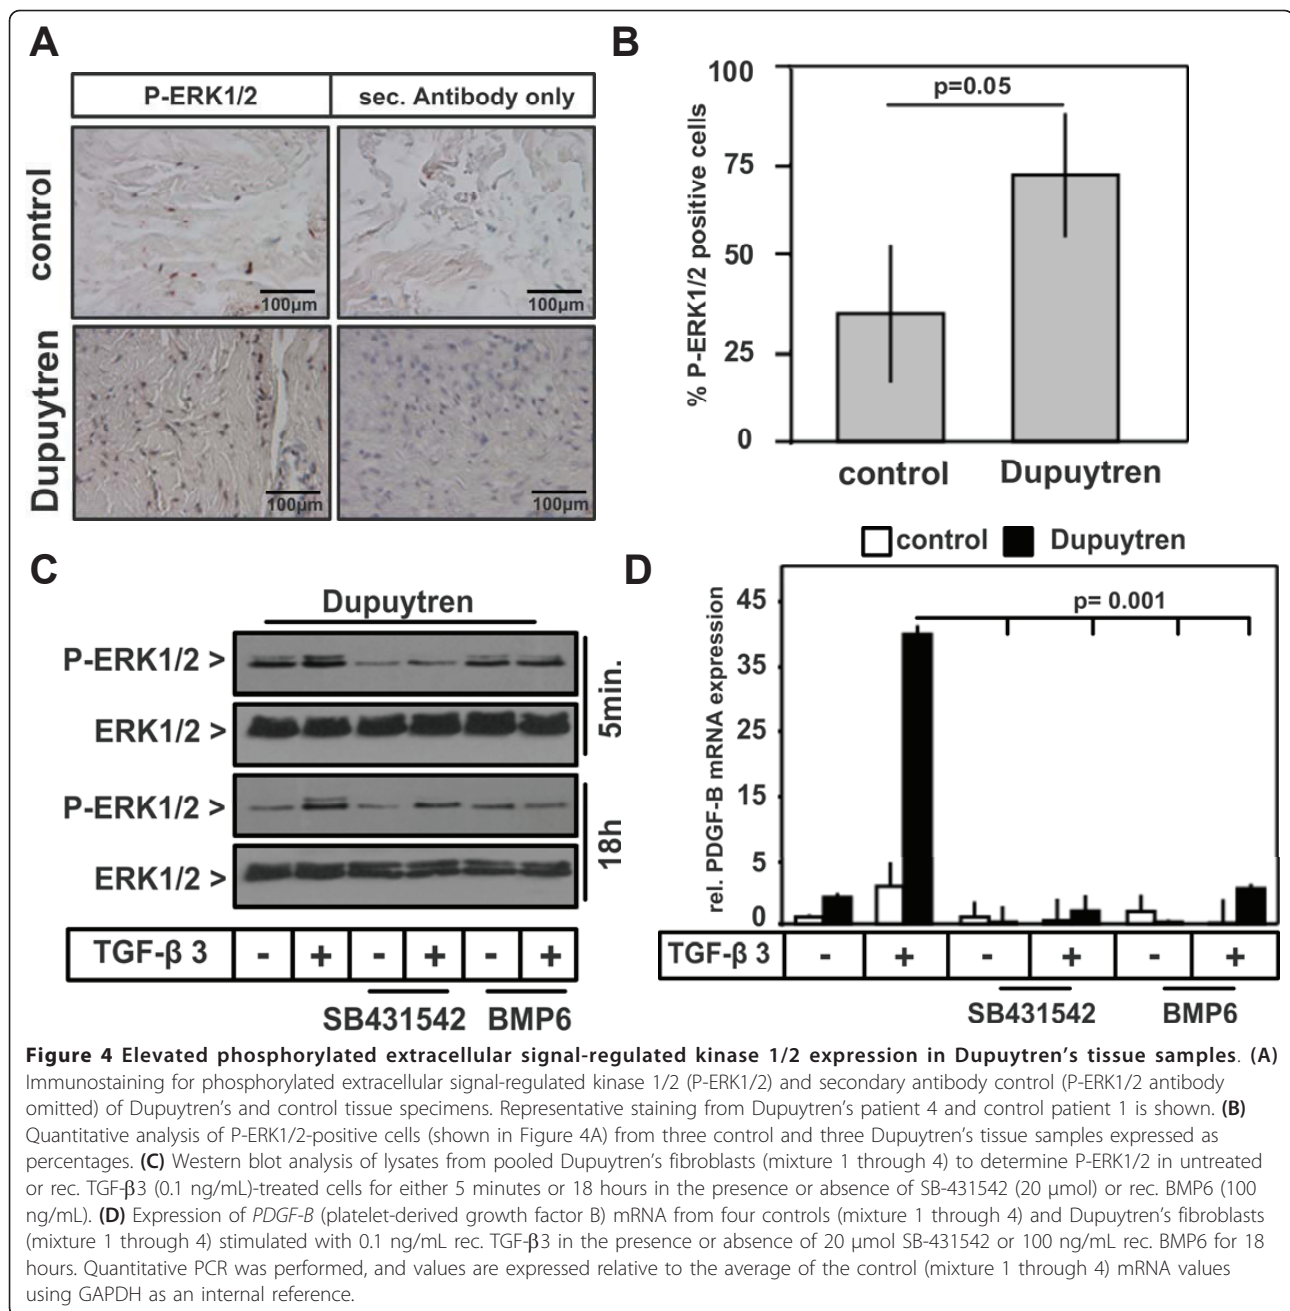 A
P-ERK1/2 sec. Antibody only
control
100µm 100µm
Dupuytren
100µm 100µm
B
% P-ERK1/2 positive cells
100
75
50
25
0
p=0.05
control Dupuytren
C
Dupuytren
P-ERK1/2 >
ERK1/2 >
5min.
P-ERK1/2 >
ERK1/2 >
18h
TGF-β 3 - + - + - +
SB431542 BMP6
D
control Dupuytren
rel. PDGF-B mRNA expression
45
35
25
15
5
0
p= 0.001
TGF-β 3 - + - + - +
SB431542 BMP6
Figure 4 Elevated phosphorylated extracellular signal-regulated kinase 1/2 expression in Dupuytren's tissue samples. (A)
Immunostaining for phosphorylated extracellular signal-regulated kinase 1/2 (P-ERK1/2) and secondary antibody control (P-ERK1/2 antibody
omitted) of Dupuytren's and control tissue specimens. Representative staining from Dupuytren's patient 4 and control patient 1 is shown. (B)
Quantitative analysis of P-ERK1/2-positive cells (shown in Figure 4A) from three control and three Dupuytren's tissue samples expressed as
percentages. (C) Western blot analysis of lysates from pooled Dupuytren's fibroblasts (mixture 1 through 4) to determine P-ERK1/2 in untreated
or rec. TGF-β3 (0.1 ng/mL)-treated cells for either 5 minutes or 18 hours in the presence or absence of SB-431542 (20 µmol) or rec. BMP6 (100
ng/mL). (D) Expression of PDGF-B (platelet-derived growth factor B) mRNA from four controls (mixture 1 through 4) and Dupuytren's fibroblasts
(mixture 1 through 4) stimulated with 0.1 ng/mL rec. TGF-β3 in the presence or absence of 20 µmol SB-431542 or 100 ng/mL rec. BMP6 for 18
hours. Quantitative PCR was performed, and values are expressed relative to the average of the control (mixture 1 through 4) mRNA values
using GAPDH as an internal reference.